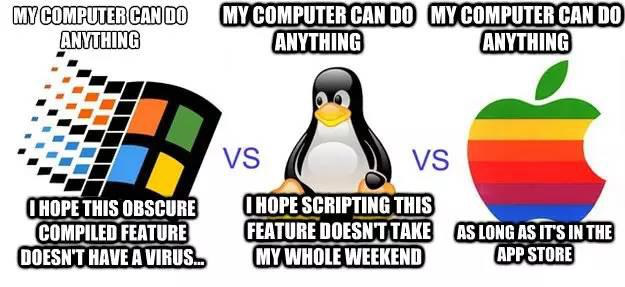 MY COMPUTER CAN DO
ANYTHING
I HOPE THIS OBSCURE
COMPILED FEATURE
DOESN'T HAVE A VIRUS...
VS
MY COMPUTER CAN DO
ANYTHING
I HOPE SCRIPTING THIS
FEATURE DOESN'T TAKE
MY WHOLE WEEKEND
VS
MY COMPUTER CAN DO
ANYTHING
AS LONG AS IT'S IN THE
APP STORE